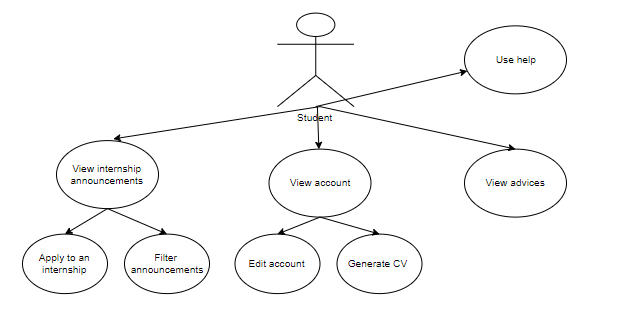 Use help
Student
View internship
announcements
View account
View advices
Apply to an
internship
Filter
announcements
Edit account
Generate CV